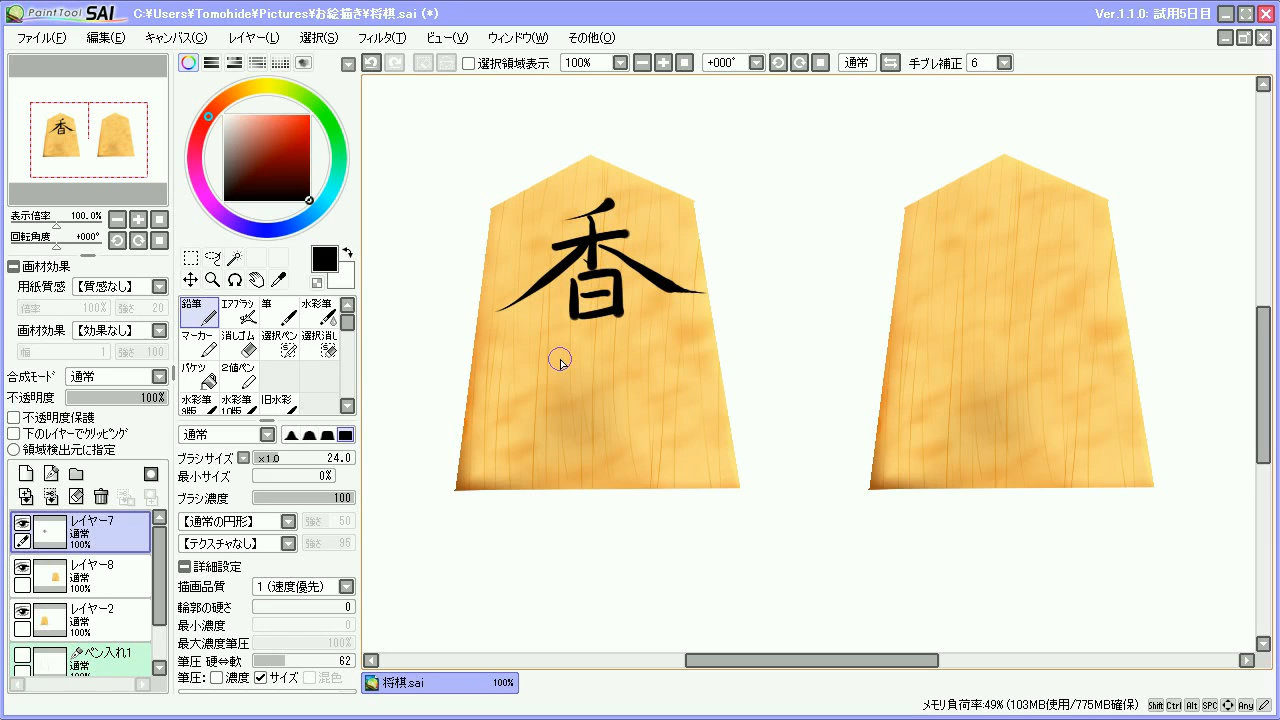 PaintTool SAI C:¥Users¥Tomohide¥Pictures¥お絵描き¥将棋.sai (*) Ver.1.1.0: 試用5日目
ファイル(F) 編集(E) キャンバス(C) レイヤー(L) 選択(S) フィルタ(T) ビュー(V) ウィンドウ(W) その他(O)
選択領域表示 100% +000° 通常 手ブレ補正 6
表示倍率 100.0%
回転角度 +000°
画材効果
用紙質感 【質感なし】
倍率 100% 強さ 20
画材効果 【効果なし】
幅 1 強さ 100
合成モード 通常
不透明度 100%
不透明度保護
下のレイヤーでクリッピング
領域検出元に指定
レイヤー7
通常
100%
レイヤー8
通常
100%
レイヤー2
通常
100%
ペン入れ1
通常
鉛筆 エアブラシ 筆 水彩筆
マーカー 消しゴム 選択ペン 選択消し
バケツ 2値ペン
水彩筆 水彩筆 旧水彩
通常
ブラシサイズ x1.0 24.0
最小サイズ 0%
ブラシ濃度 100
【通常の円形】 強さ 50
【テクスチャなし】 強さ 95
詳細設定
描画品質 1 (速度優先)
輪郭の硬さ 0
最小濃度 0
最大濃度筆圧 100%
筆圧 硬⇔軟 62
筆圧: 濃度 サイズ 混色
香
将棋.sai 100%
メモリ負荷率:49% (103MB使用/775MB確保) Shift Ctrl Alt SPC Any